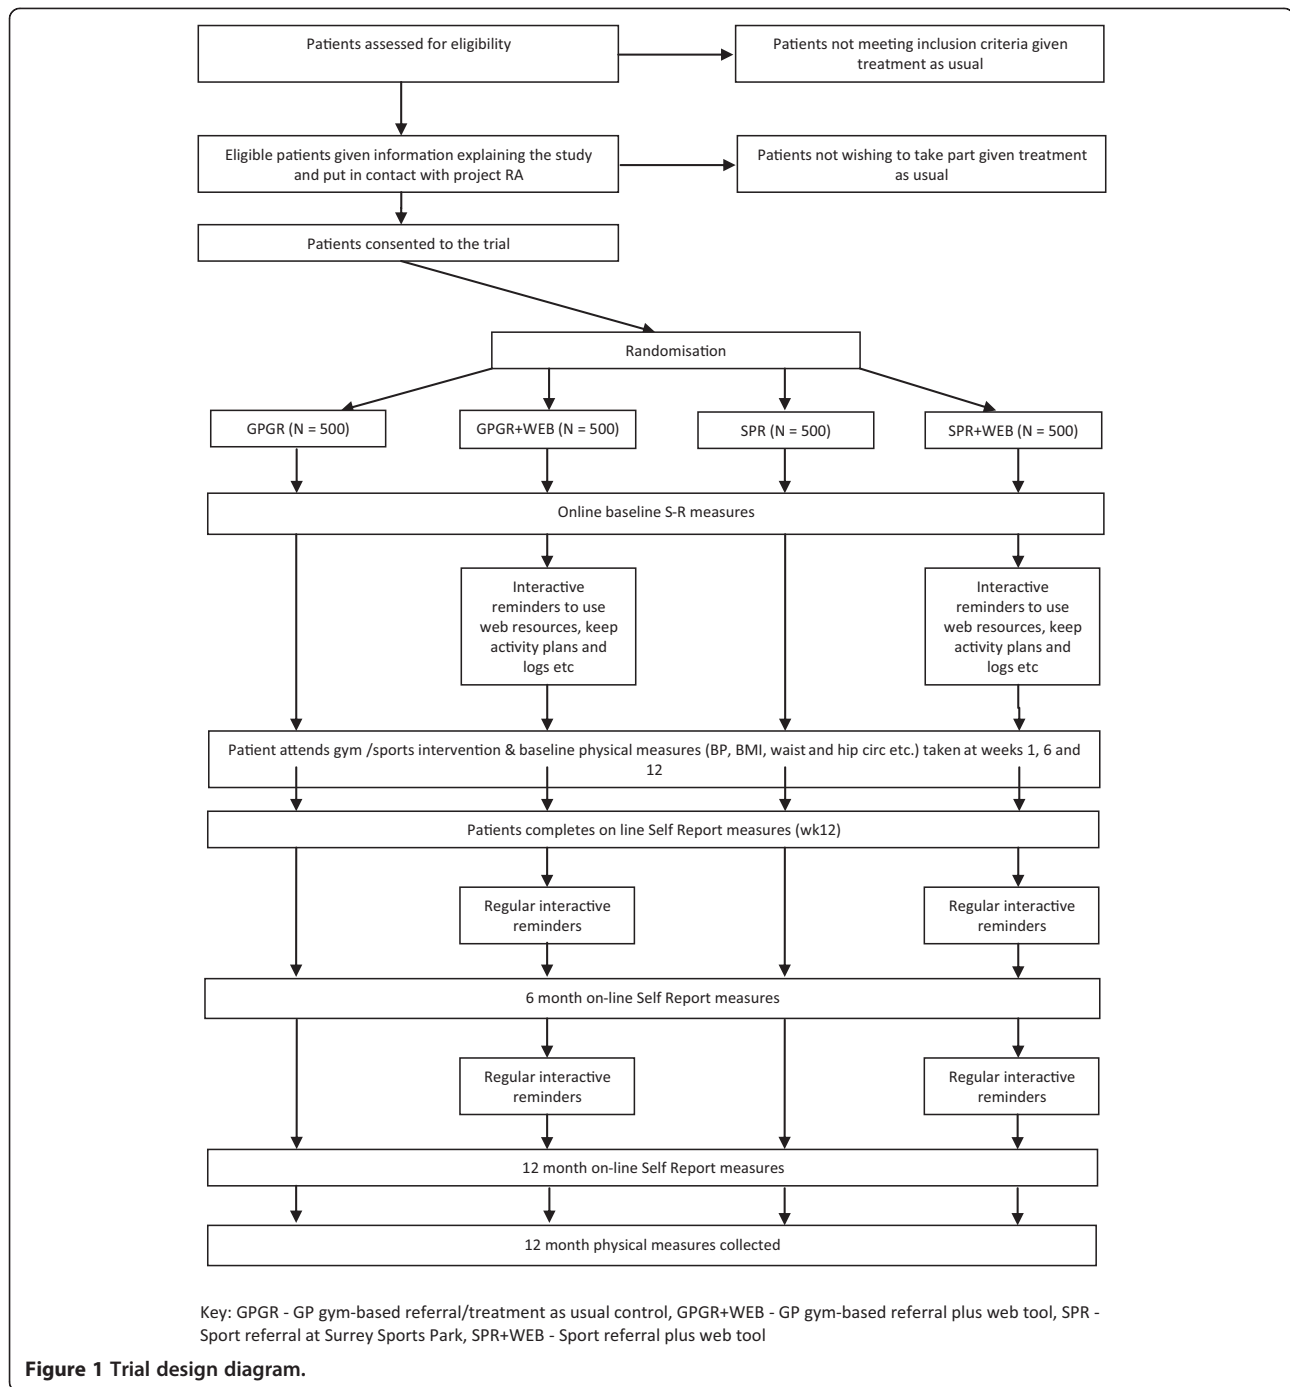 Patients assessed for eligibility
Patients not meeting inclusion criteria given
treatment as usual
Eligible patients given information explaining the study
and put in contact with project RA
Patients not wishing to take part given treatment
as usual
Patients consented to the trial
Randomisation
GPGR (N = 500)
GPGR+WEB (N = 500)
SPR (N = 500)
SPR+WEB (N = 500)
Online baseline S-R measures
Interactive
reminders to use
web resources, keep
activity plans and
logs etc
Interactive
reminders to use
web resources, keep
activity plans and
logs etc
Patient attends gym /sports intervention & baseline physical measures (BP, BMI, waist and hip circ etc.) taken at weeks 1, 6 and
12
Patients completes on line Self Report measures (wk12)
Regular interactive
reminders
Regular interactive
reminders
6 month on-line Self Report measures
Regular interactive
reminders
Regular interactive
reminders
12 month on-line Self Report measures
12 month physical measures collected
Key: GPGR - GP gym-based referral/treatment as usual control, GPGR+WEB - GP gym-based referral plus web tool, SPR -
Sport referral at Surrey Sports Park, SPR+WEB - Sport referral plus web tool
Figure 1 Trial design diagram.